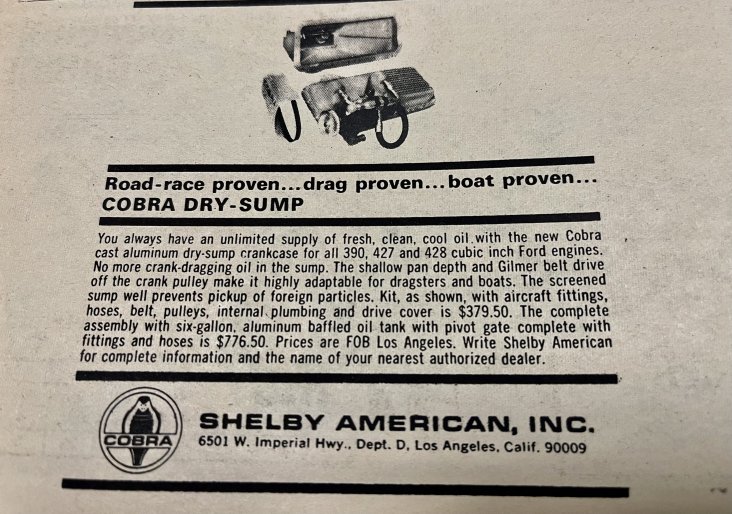 Road-race proven...drag proven...boat proven...
COBRA DRY-SUMP
You always have an unlimited supply of fresh, clean, cool oil with the new Cobra
cast aluminum dry-sump crankcase for all 390, 427 and 428 cubic inch Ford engines.
No more crank-dragging oil in the sump. The shallow pan depth and Gilmer belt drive
off the crank pulley make it highly adaptable for dragsters and boats. The screened
sump well prevents pickup of foreign particles. Kit, as shown, with aircraft fittings,
hoses, belt, pulleys, internal plumbing and drive cover is $379.50. The complete
assembly with six-gallon, aluminum baffled oil tank with pivot gate complete with
fittings and hoses is $776.50. Prices are FOB Los Angeles. Write Shelby American
for complete information and the name of your nearest authorized dealer.
COBRA
SHELBY AMERICAN, INC.
6501 W. Imperial Hwy., Dept. D, Los Angeles, Calif. 90009